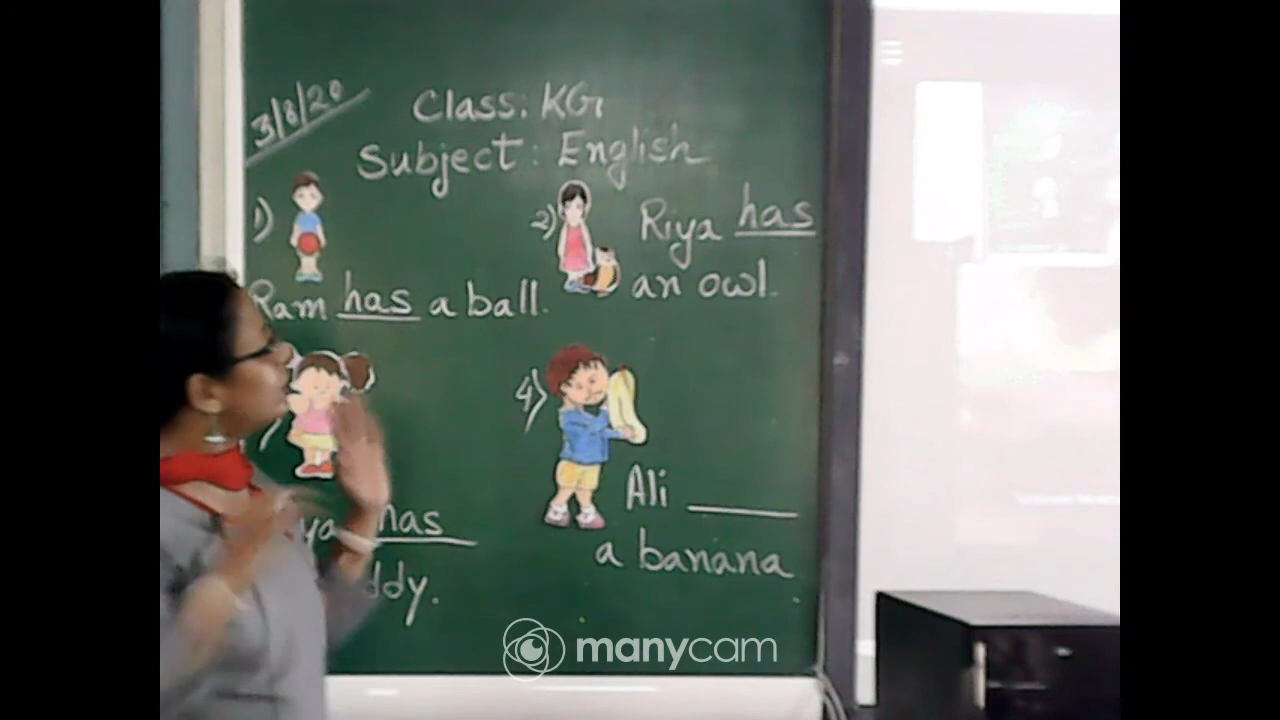 3/8/20
Class: KG
Subject: English
1)
Ram has a ball.
2) Riya has
an owl.
has
4)
Ali ____
a banana
manycam